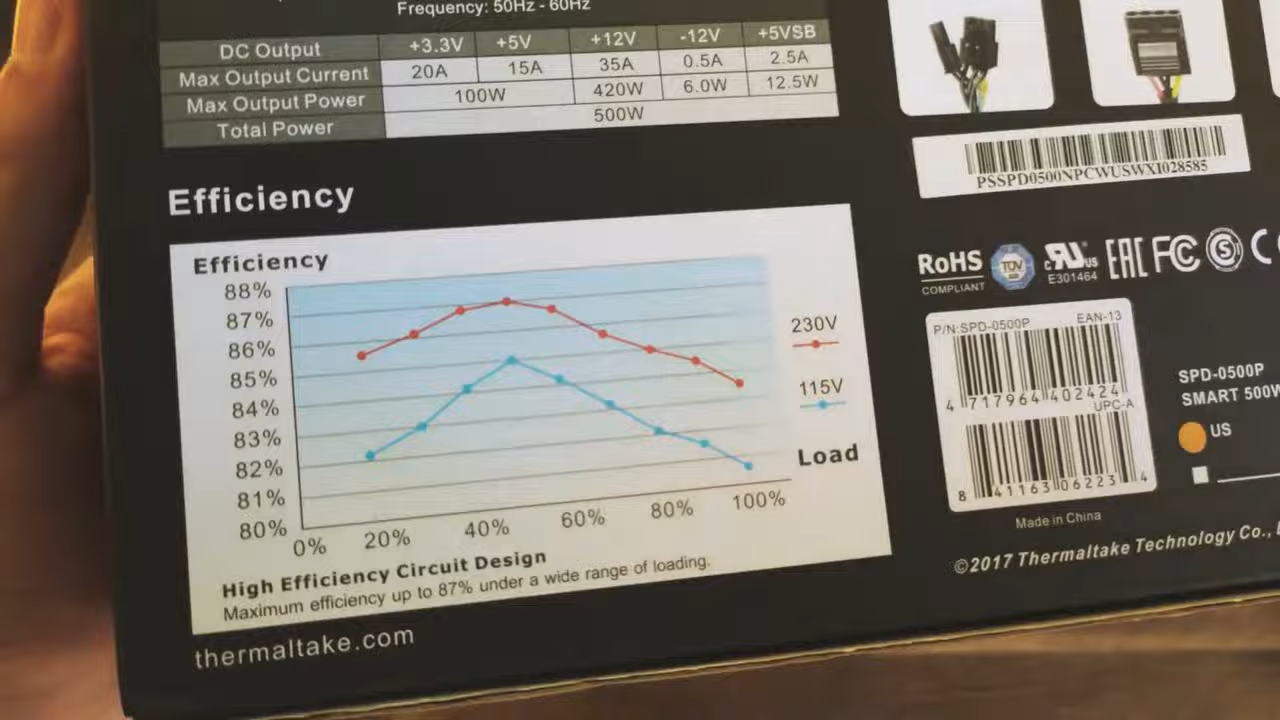 Frequency: 50Hz - 60Hz
DC Output +3.3V +5V +12V -12V +5VSB
Max Output Current 20A 15A 35A 0.5A 2.5A
Max Output Power 100W 420W 6.0W 12.5W
Total Power 500W
Efficiency
Efficiency
88%
87%
86%
85%
84%
83%
82%
81%
80%
0% 20% 40% 60% 80% 100%
230V
115V
Load
High Efficiency Circuit Design
Maximum efficiency up to 87% under a wide range of loading.
thermaltake.com
PSSPD0500NPCWUSWXI028585
RoHS
COMPLIANT
TÜV
c RU US
E301464
EAC FC S
P/N:SPD-0500P EAN-13
4 717964 402424
UPC-A
8 41163 06223 4
SPD-0500P
SMART 500W
US
Made in China
©2017 Thermaltake Technology Co.,